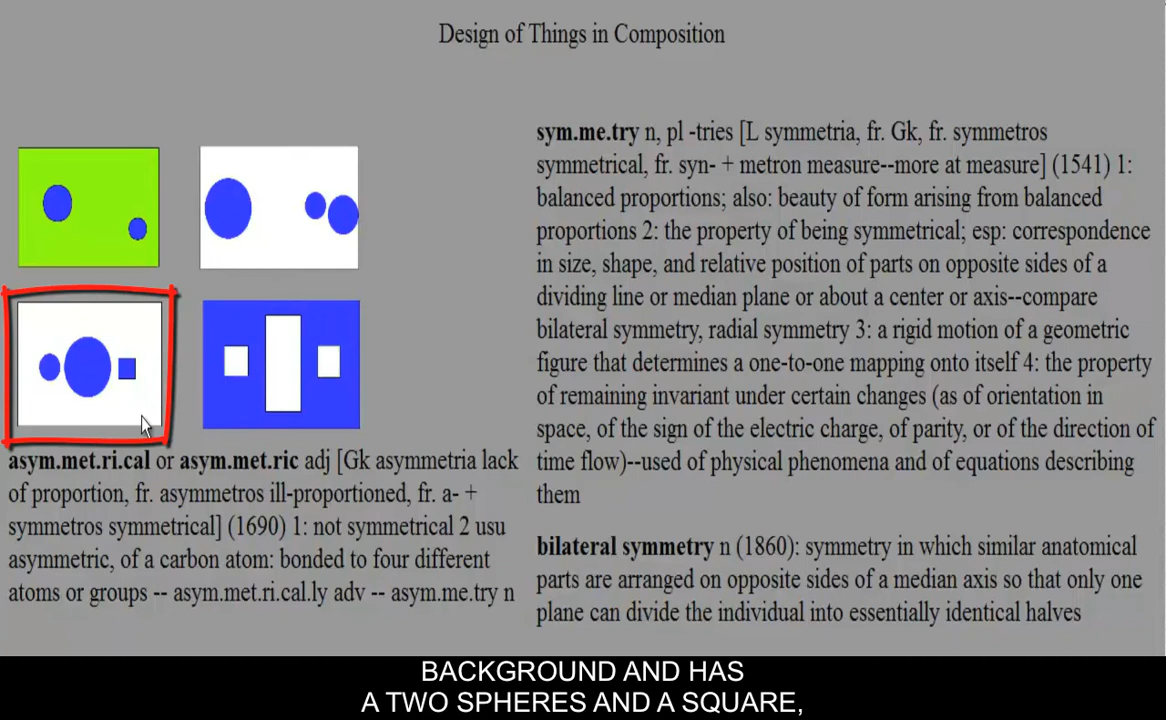 Design of Things in Composition
sym.me.try n, pl -tries [L symmetria, fr. Gk, fr. symmetros
symmetrical, fr. syn- + metron measure--more at measure] (1541) 1:
balanced proportions; also: beauty of form arising from balanced
proportions 2: the property of being symmetrical; esp: correspondence
in size, shape, and relative position of parts on opposite sides of a
dividing line or median plane or about a center or axis--compare
bilateral symmetry, radial symmetry 3: a rigid motion of a geometric
figure that determines a one-to-one mapping onto itself 4: the property
of remaining invariant under certain changes (as of orientation in
space, of the sign of the electric charge, of parity, or of the direction of
time flow)--used of physical phenomena and of equations describing
them
bilateral symmetry n (1860): symmetry in which similar anatomical
parts are arranged on opposite sides of a median axis so that only one
plane can divide the individual into essentially identical halves
asym.met.ri.cal or asym.met.ric adj [Gk asymmetria lack
of proportion, fr. asymmetros ill-proportioned, fr. a- +
symmetros symmetrical] (1690) 1: not symmetrical 2 usu
asymmetric, of a carbon atom: bonded to four different
atoms or groups -- asym.met.ri.cal.ly adv -- asym.me.try n
BACKGROUND AND HAS
A TWO SPHERES AND A SQUARE,